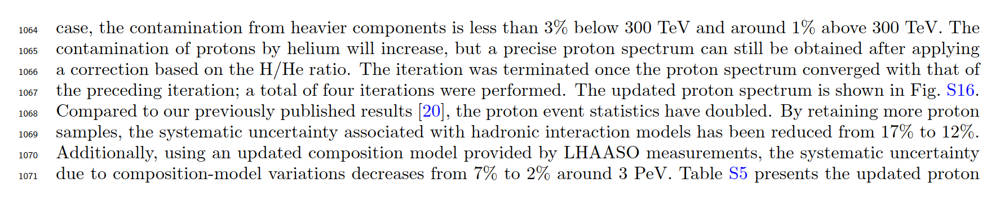 1064 case, the contamination from heavier components is less than 3% below 300 TeV and around 1% above 300 TeV. The
1065 contamination of protons by helium will increase, but a precise proton spectrum can still be obtained after applying
1066 a correction based on the H/He ratio. The iteration was terminated once the proton spectrum converged with that of
1067 the preceding iteration; a total of four iterations were performed. The updated proton spectrum is shown in Fig. S16.
1068 Compared to our previously published results [20], the proton event statistics have doubled. By retaining more proton
1069 samples, the systematic uncertainty associated with hadronic interaction models has been reduced from 17% to 12%.
1070 Additionally, using an updated composition model provided by LHAASO measurements, the systematic uncertainty
1071 due to composition-model variations decreases from 7% to 2% around 3 PeV. Table S5 presents the updated proton